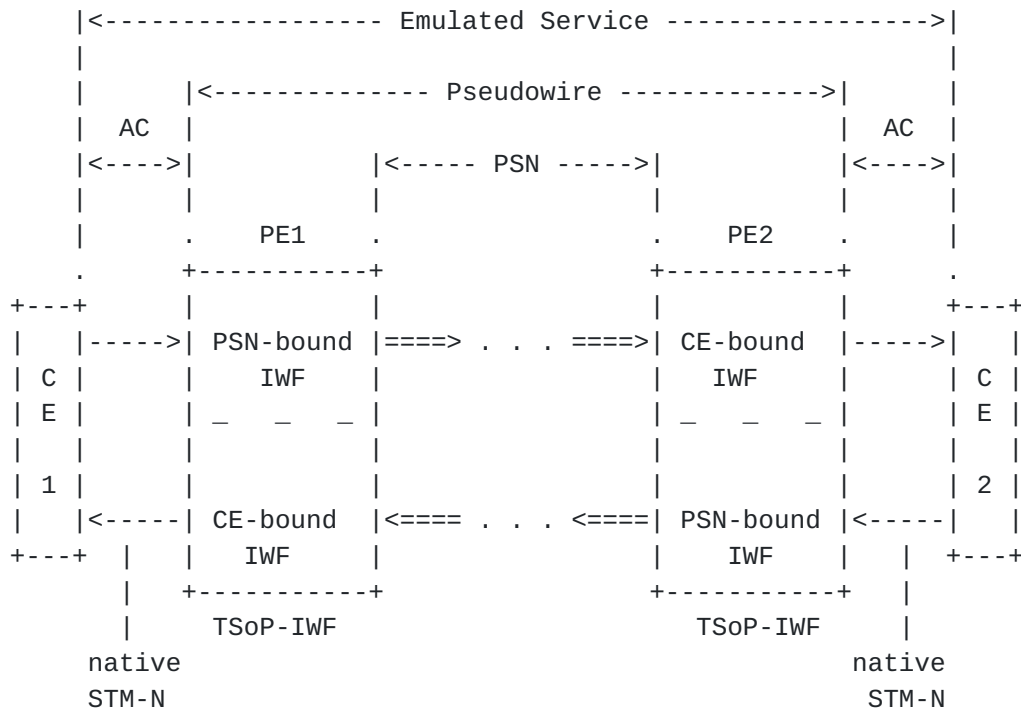 |<------------------- Emulated Service ----------------->|
|                                                        |
|      |<-------------- Pseudowire ------------->|      |
|  AC  |                                         |  AC  |
|<---->|           |<----- PSN ----->|           |<---->|
|      |           |                 |           |      |
|      .    PE1    .                 .    PE2    .      |
.      +-----------+                 +-----------+      .
+---+      |           |                 |           |      +---+
|   |----->| PSN-bound |====> . . . ====>| CE-bound  |----->|   |
| C |      |    IWF    |                 |   IWF     |      | C |
| E |      | _   _   _ |                 | _   _   _ |      | E |
|   |      |           |                 |           |      |   |
| 1 |      |           |                 |           |      | 2 |
|   |<-----| CE-bound  |<==== . . . <====| PSN-bound |<-----|   |
+---+  |   |   IWF     |                 |    IWF    |   |  +---+
|   +-----------+                 +-----------+   |
|     TSoP-IWF                       TSoP-IWF     |
native                                           native
STM-N                                             STM-N